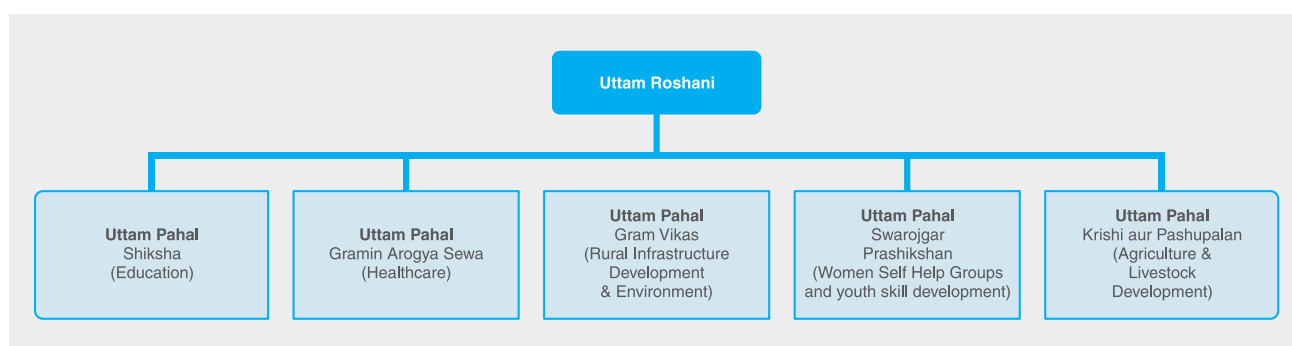 Uttam Roshani
Uttam Pahal
Shiksha
(Education)
Uttam Pahal
Gramin Arogya Sewa
(Healthcare)
Uttam Pahal
Gram Vikas
(Rural Infrastructure
Development
& Environment)
Uttam Pahal
Swarojgar
Prashikshan
(Women Self Help Groups
and youth skill development)
Uttam Pahal
Krishi aur Pashupalan
(Agriculture &
Livestock
Development)